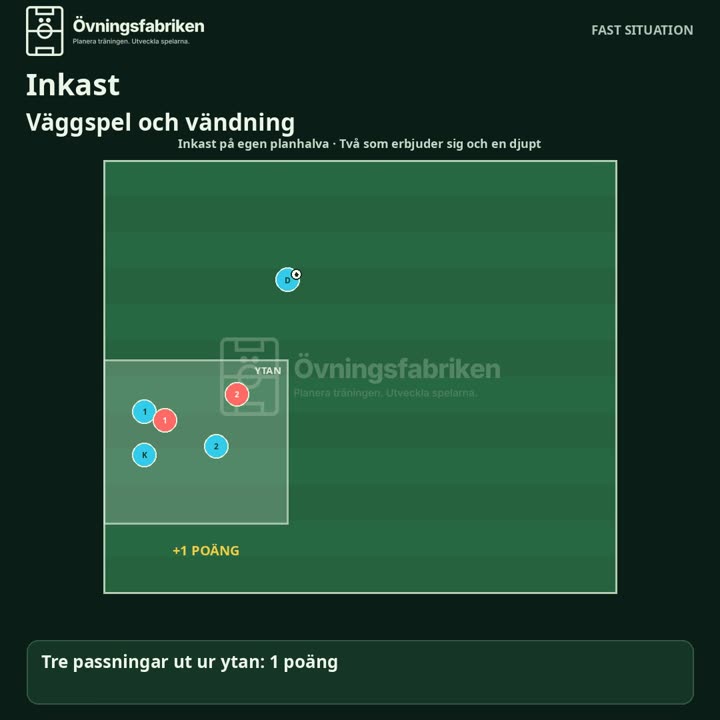 Övningsfabriken
Planera träningen. Utveckla spelarna.
FAST SITUATION
Inkast
Väggspel och vändning
Inkast på egen planhalva · Två som erbjuder sig och en djupt
D
Övningsfabriken
Planera träningen. Utveckla spelarna.
YTAN
2
1
1
2
K
+1 POÄNG
Tre passningar ut ur ytan: 1 poäng